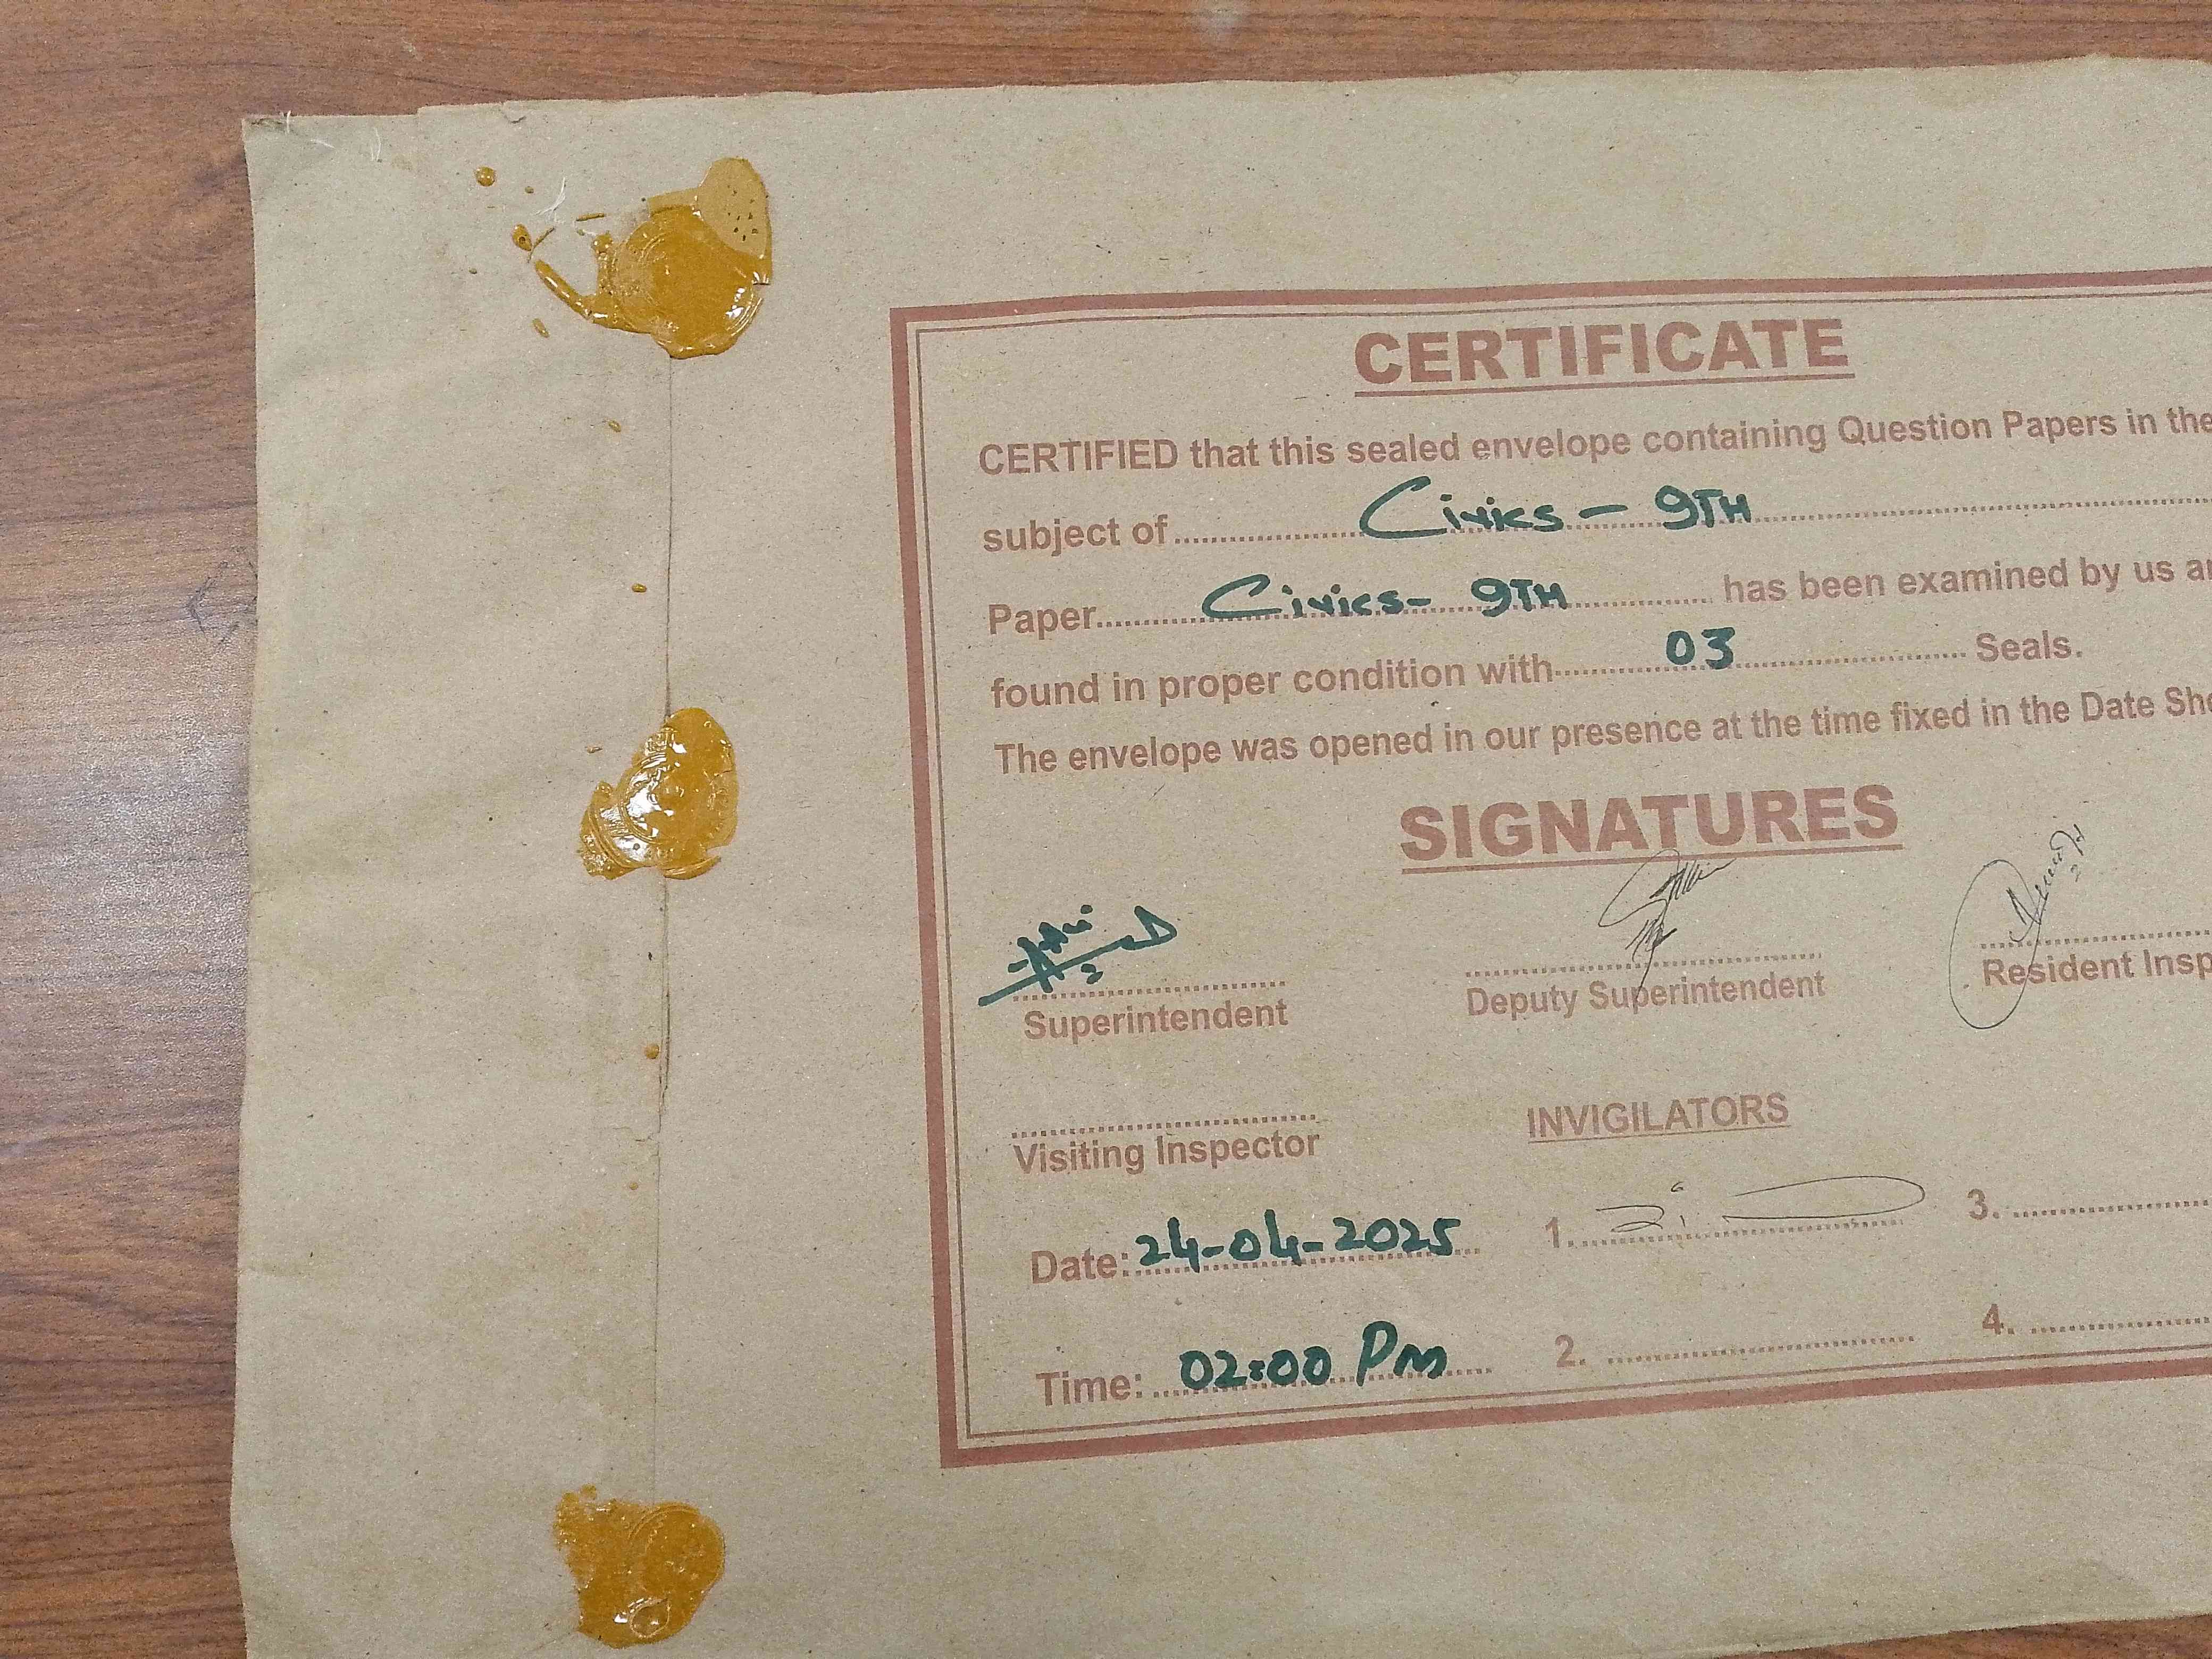 CERTIFICATE
CERTIFIED that this sealed envelope containing Question Papers in the
subject of Civics - 9TH
Paper Civics - 9TH has been examined by us
found in proper condition with 03 Seals.
The envelope was opened in our presence at the time fixed in the Date
SIGNATURES
Superintendent
Deputy Superintendent
Resident
Visiting Inspector
INVIGILATORS
Date: 24-04-2025
1.
3.
Time: 02:00 PM
2.
4.